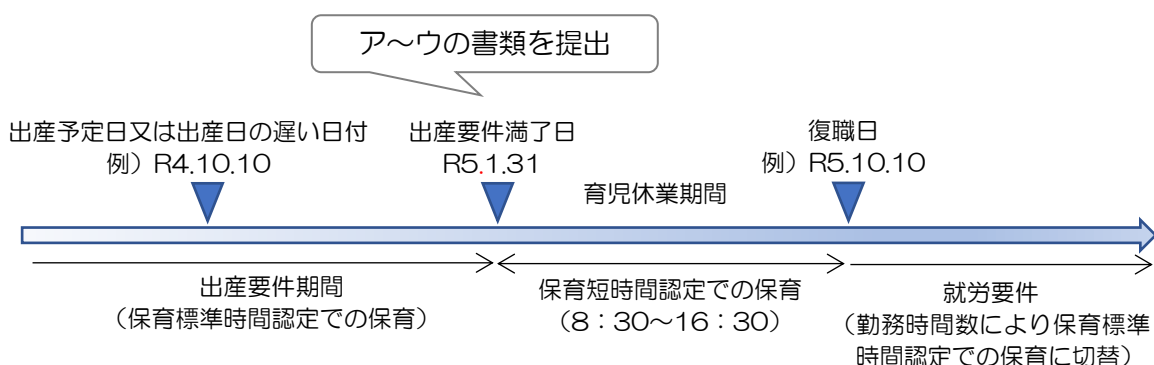 ア～ウの書類を提出
出産予定日又は出産日の遅い日付
例）R4.10.10
出産要件満了日
R5.1.31
復職日
例）R5.10.10
育児休業期間
出産要件期間
（保育標準時間認定での保育）
保育短時間認定での保育
（8：30～16：30）
就労要件
（勤務時間数により保育標準
時間認定での保育に切替）